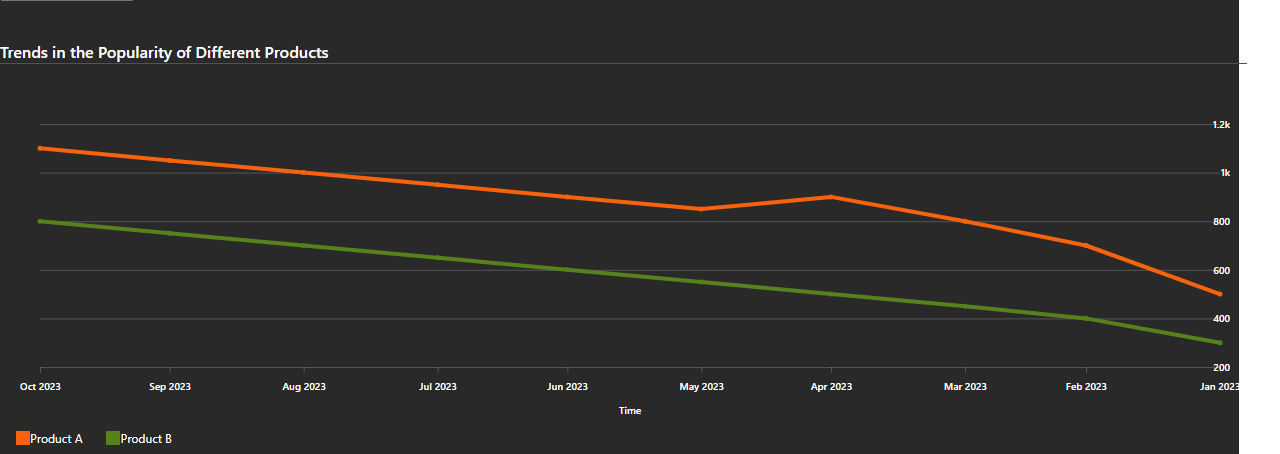 Trends in the Popularity of Different Products
1.2k
1k
800
600
400
200
Oct 2023 Sep 2023 Aug 2023 Jul 2023 Jun 2023 May 2023 Apr 2023 Mar 2023 Feb 2023 Jan 2023
Time
Product A Product B